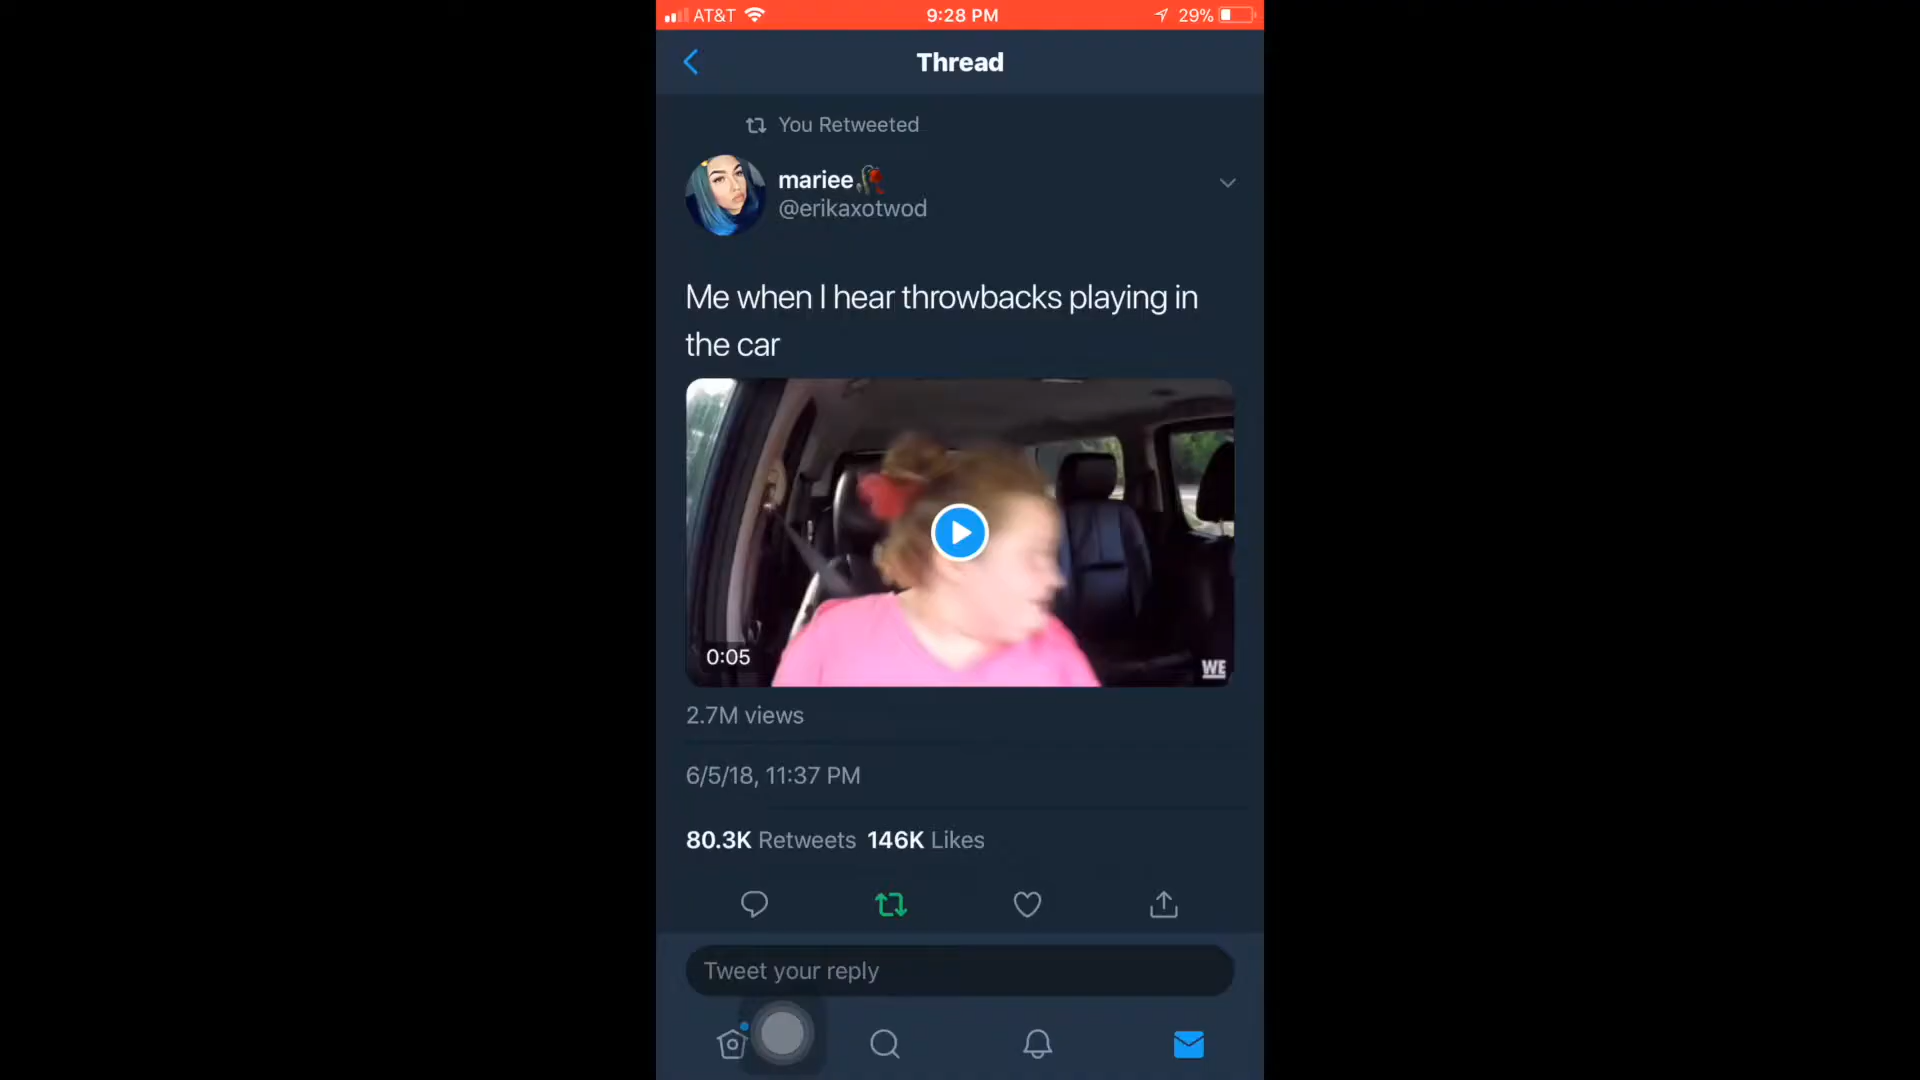 AT&T 9:28 PM 29%
Thread
You Retweeted
mariee
@erikaxotwod
Me when I hear throwbacks playing in
the car
0:05
WE
2.7M views
6/5/18, 11:37 PM
80.3K Retweets 146K Likes
Tweet your reply